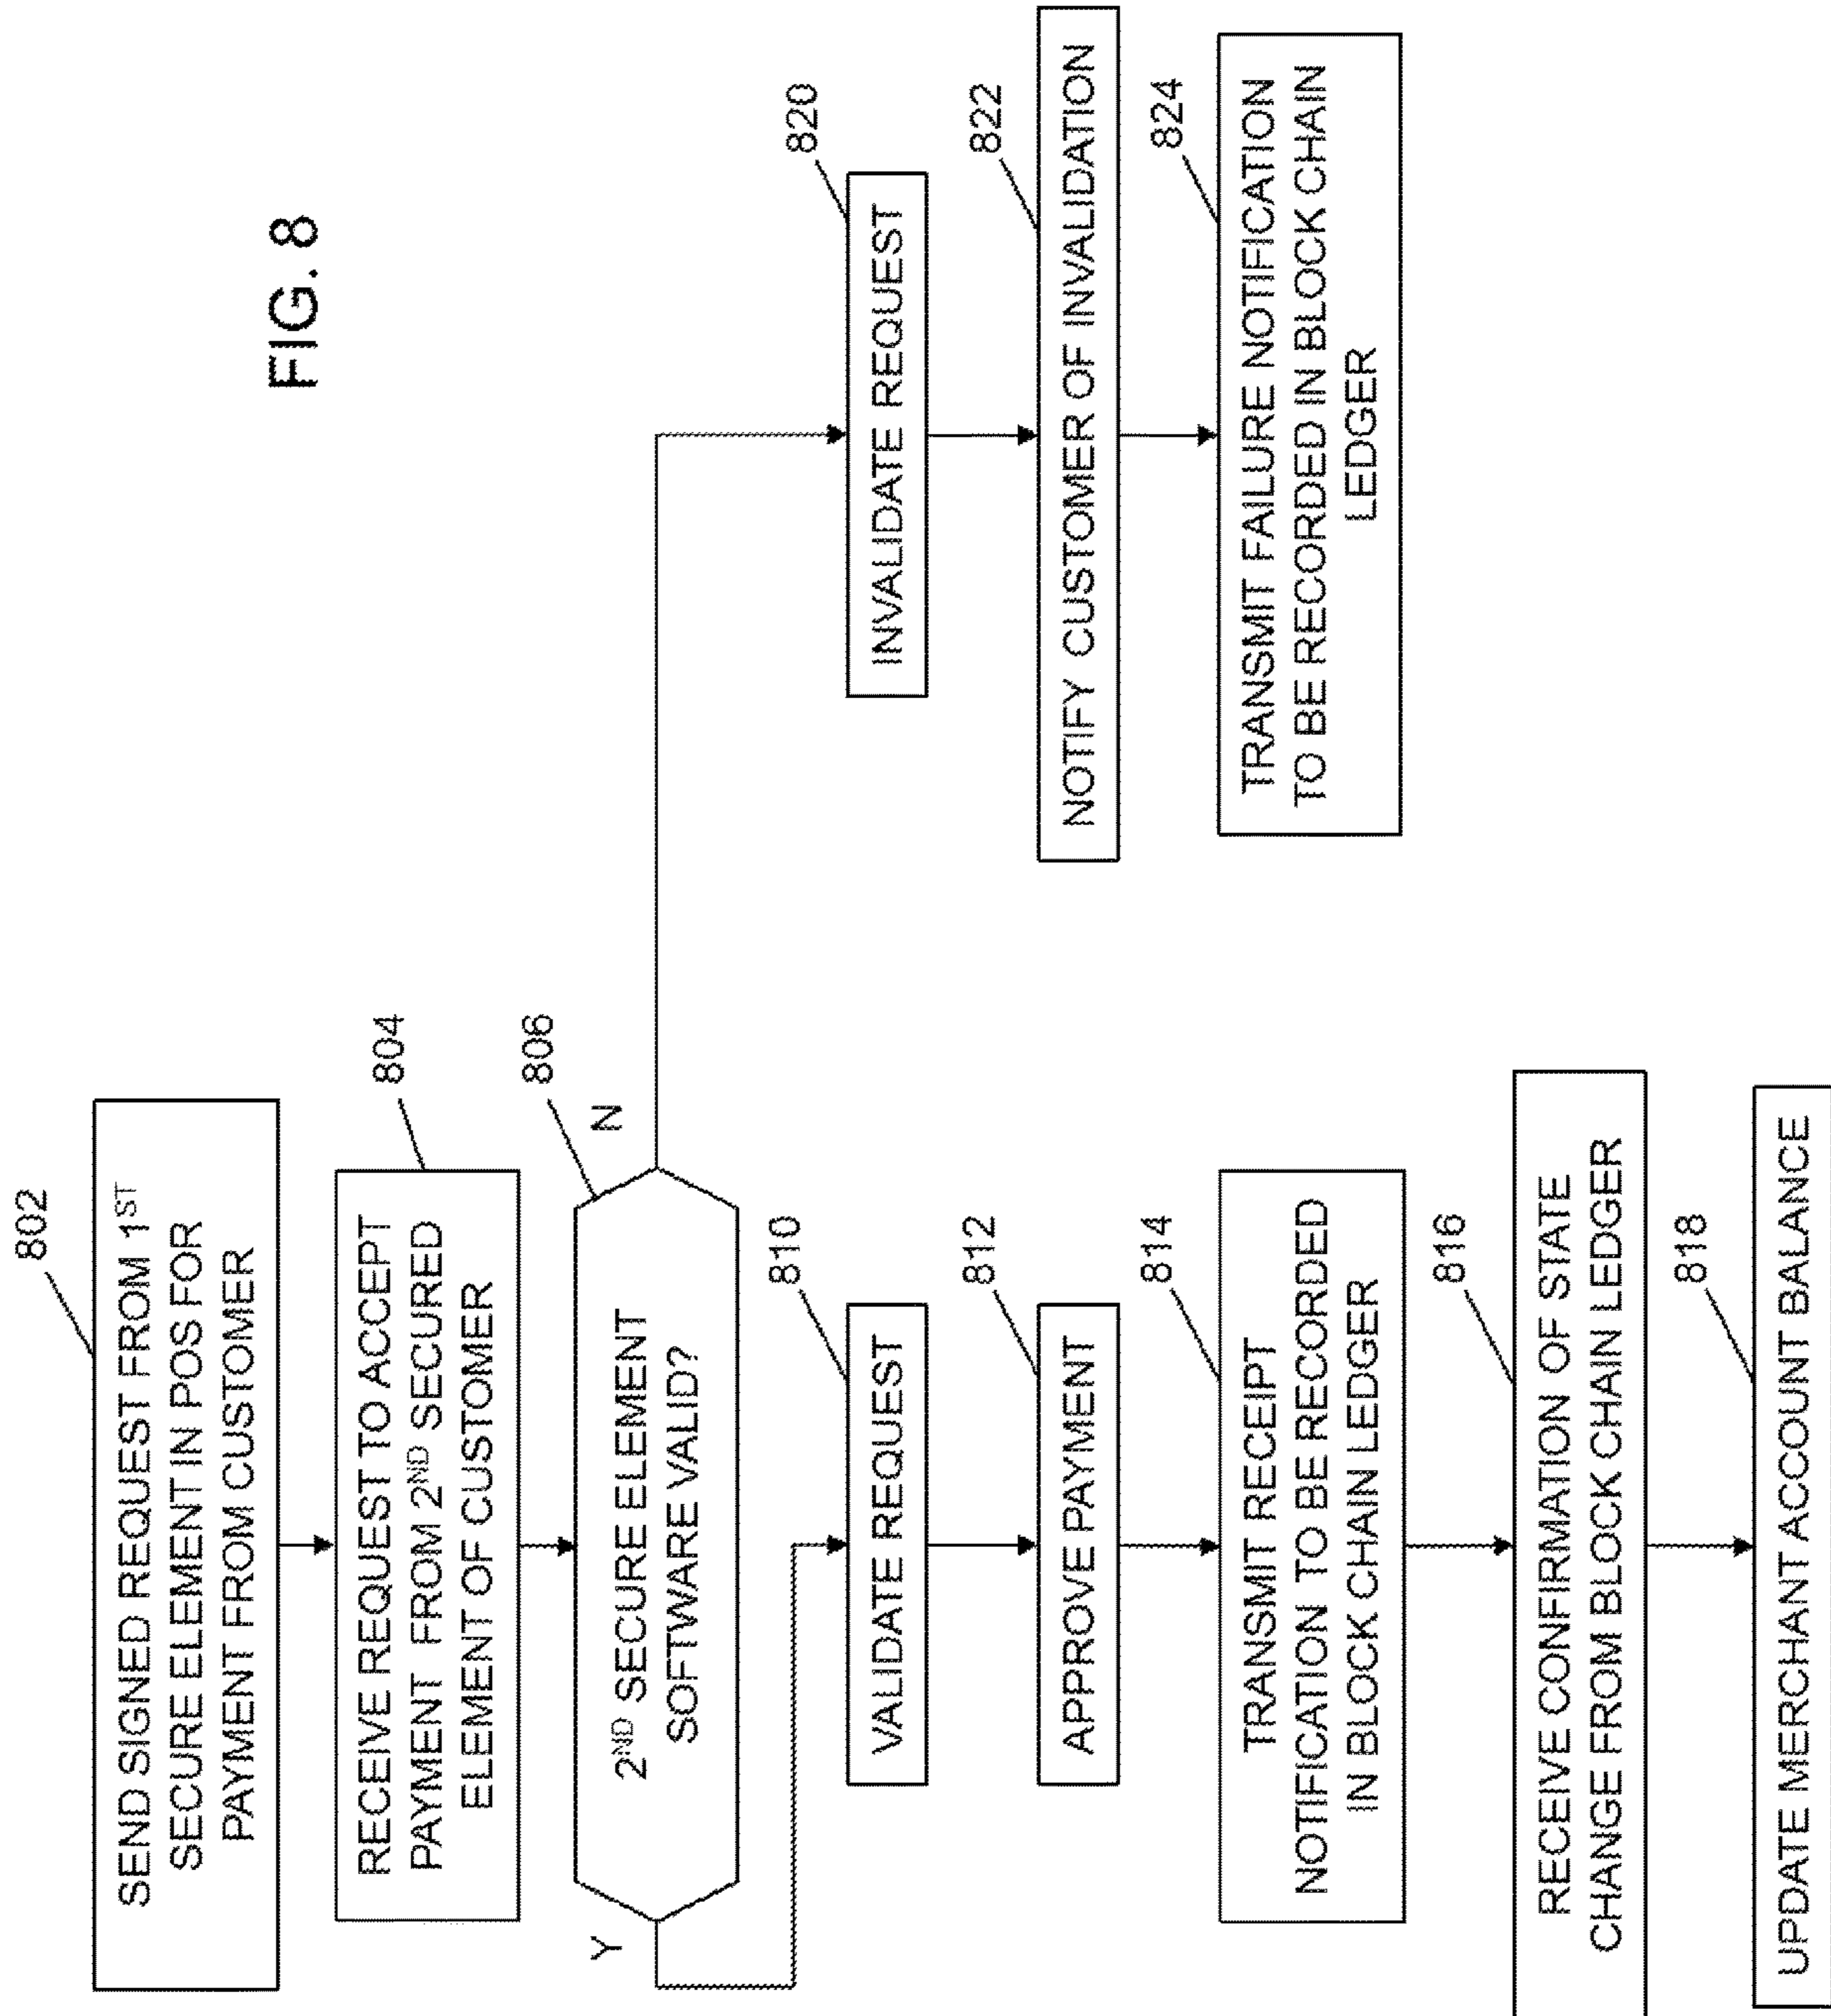 FIG. 8
802
SEND SIGNED REQUEST FROM 1ST
SECURE ELEMENT IN POS FOR
PAYMENT FROM CUSTOMER
804
RECEIVE REQUEST TO ACCEPT
PAYMENT FROM 2ND SECURED
ELEMENT OF CUSTOMER
806
2ND SECURE ELEMENT
SOFTWARE VALID?
Y
N
810
VALIDATE REQUEST
812
APPROVE PAYMENT
814
TRANSMIT RECEIPT
NOTIFICATION TO BE RECORDED
IN BLOCK CHAIN LEDGER
816
RECEIVE CONFIRMATION OF STATE
CHANGE FROM BLOCK CHAIN LEDGER
818
UPDATE MERCHANT ACCOUNT BALANCE
820
INVALIDATE REQUEST
822
NOTIFY CUSTOMER OF INVALIDATION
824
TRANSMIT FAILURE NOTIFICATION
TO BE RECORDED IN BLOCK CHAIN
LEDGER